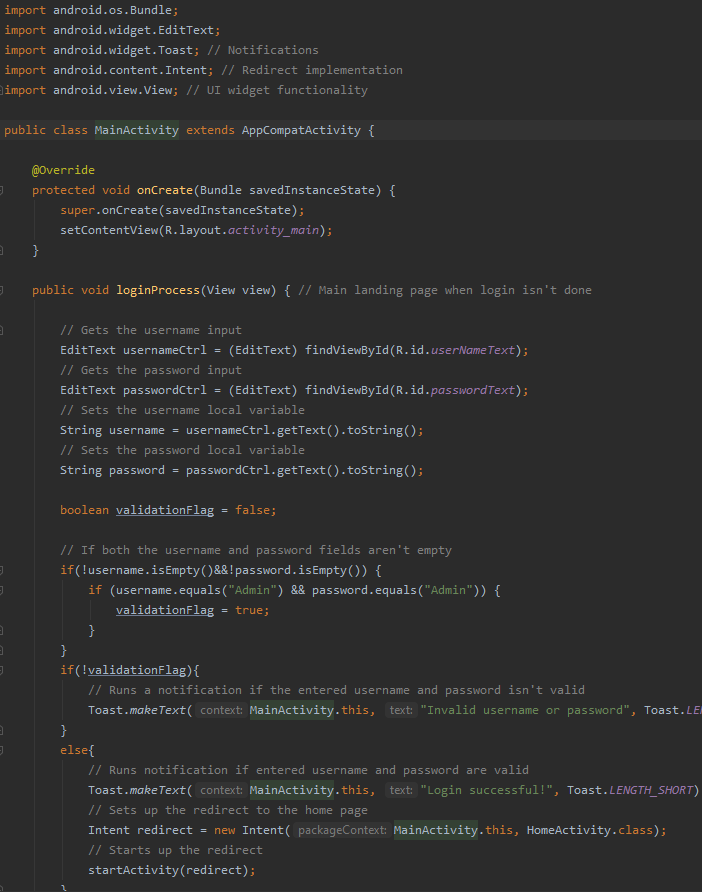 import android.os.Bundle;
import android.widget.EditText;
import android.widget.Toast; // Notifications
import android.content.Intent; // Redirect implementation
import android.view.View; // UI widget functionality
public class MainActivity extends AppCompatActivity {
@Override
protected void onCreate(Bundle savedInstanceState) {
super.onCreate(savedInstanceState);
setContentView(R.layout.activity_main);
}
public void loginProcess(View view) { // Main landing page when login isn't done
// Gets the username input
EditText usernameCtrl = (EditText) findViewById(R.id.userNameText);
// Gets the password input
EditText passwordCtrl = (EditText) findViewById(R.id.passwordText);
// Sets the username local variable
String username = usernameCtrl.getText().toString();
// Sets the password local variable
String password = passwordCtrl.getText().toString();
boolean validationFlag = false;
// If both the username and password fields aren't empty
if(!username.isEmpty()&&!password.isEmpty()) {
if (username.equals("Admin") && password.equals("Admin")) {
validationFlag = true;
}
}
if(!validationFlag){
// Runs a notification if the entered username and password isn't valid
Toast.makeText( context: MainActivity.this, text: "Invalid username or password", Toast.LE
}
else{
// Runs notification if entered username and password are valid
Toast.makeText( context: MainActivity.this, text: "Login successful!", Toast.LENGTH_SHORT)
// Sets up the redirect to the home page
Intent redirect = new Intent( packageContext: MainActivity.this, HomeActivity.class);
// Starts up the redirect
startActivity(redirect);
}